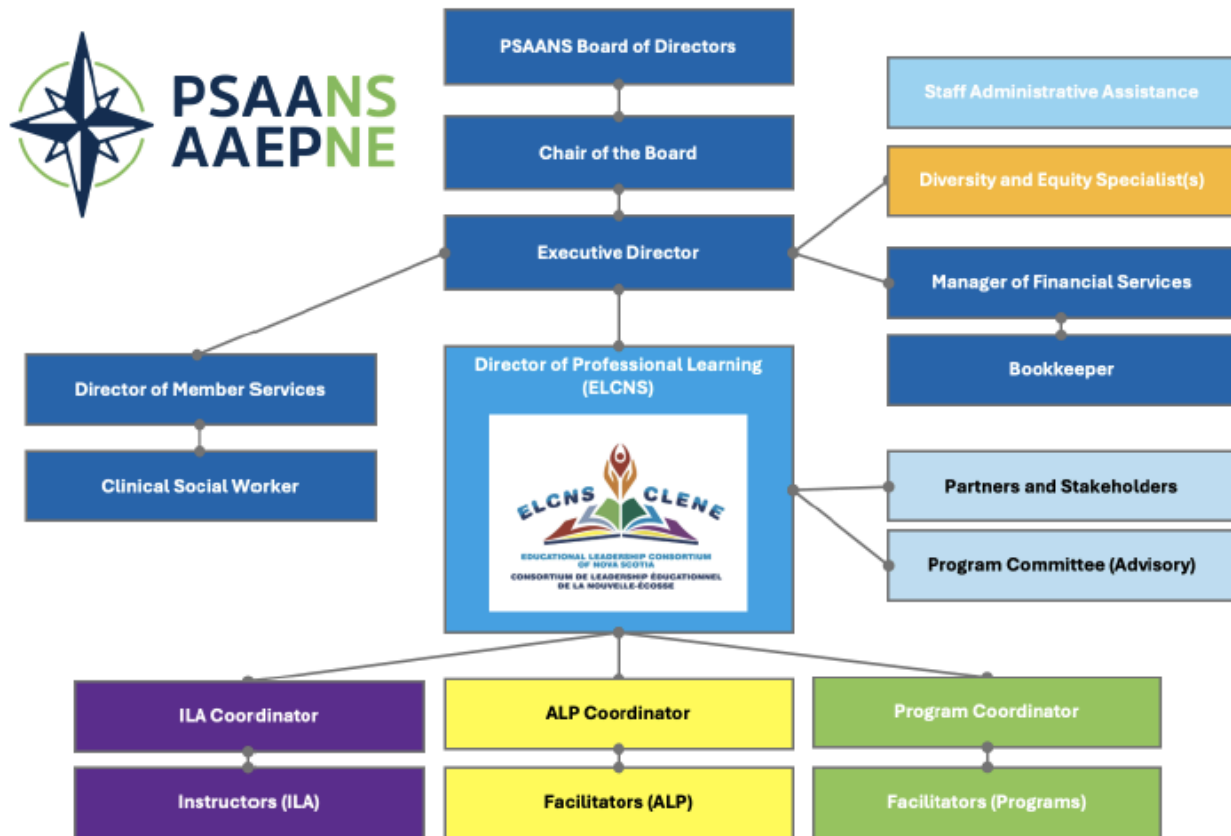 PSAANS
AAEPNE
PSAANS Board of Directors
Chair of the Board
Executive Director
Staff Administrative Assistance
Diversity and Equity Specialist(s)
Manager of Financial Services
Bookkeeper
Director of Member Services
Clinical Social Worker
Director of Professional Learning
(ELCNS)
ELCNS CLENE
EDUCATIONAL LEADERSHIP CONSORTIUM
OF NOVA SCOTIA
CONSORTIUM DE LEADERSHIP ÉDUCATIONNEL
DE LA NOUVELLE-ÉCOSSE
Partners and Stakeholders
Program Committee (Advisory)
ILA Coordinator
ALP Coordinator
Program Coordinator
Instructors (ILA)
Facilitators (ALP)
Facilitators (Programs)